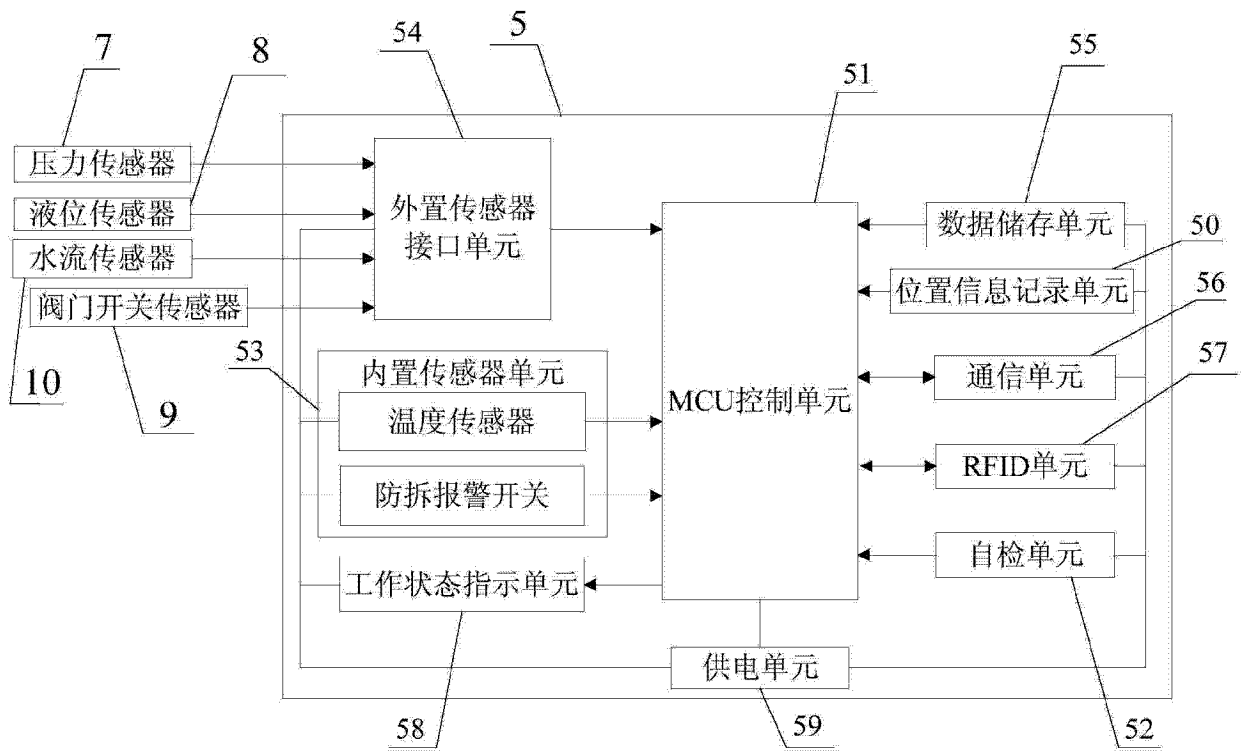 5
54
55
7
8
51
压力传感器
液位传感器
水流传感器
阀门开关传感器
外置传感器
接口单元
数据储存单元
50
位置信息记录单元
56
53
10
9
内置传感器单元
温度传感器
防拆报警开关
MCU控制单元
通信单元
57
RFID单元
自检单元
工作状态指示单元
供电单元
58
59
52